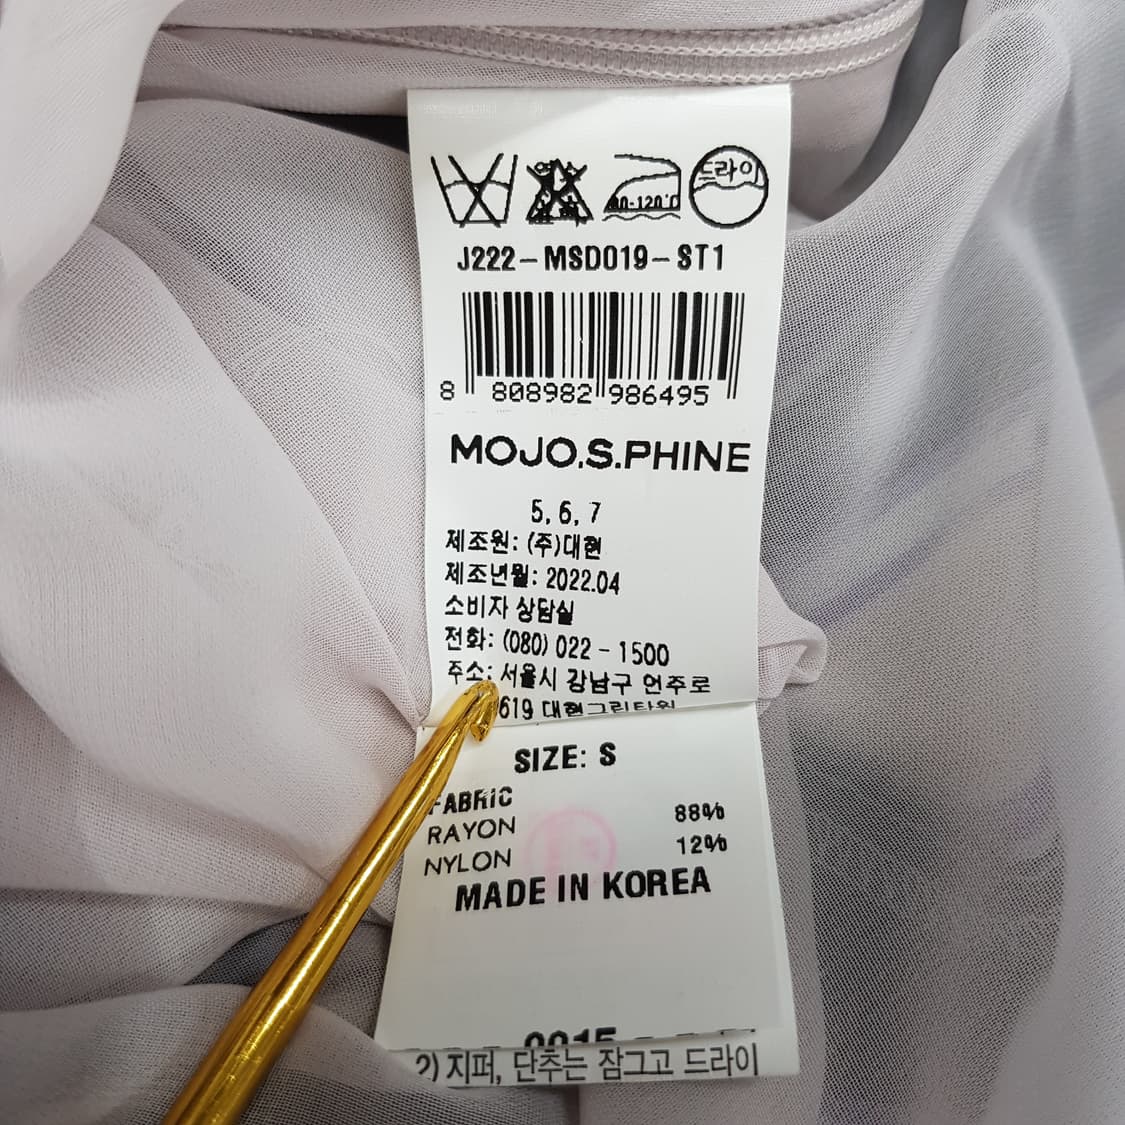 드라이
80-120˚C
J222-MSD019-ST1
8 808982 986495
MOJO.S.PHINE
5, 6, 7
제조원: (주)대현
제조년월: 2022.04
소비자 상담실
전화: (080) 022-1500
주소: 서울시 강남구 언주로
619 대현그린타워
SIZE: S
FABRIC
RAYON 88%
NYLON 12%
MADE IN KOREA
2) 지퍼, 단추는 잠그고 드라이